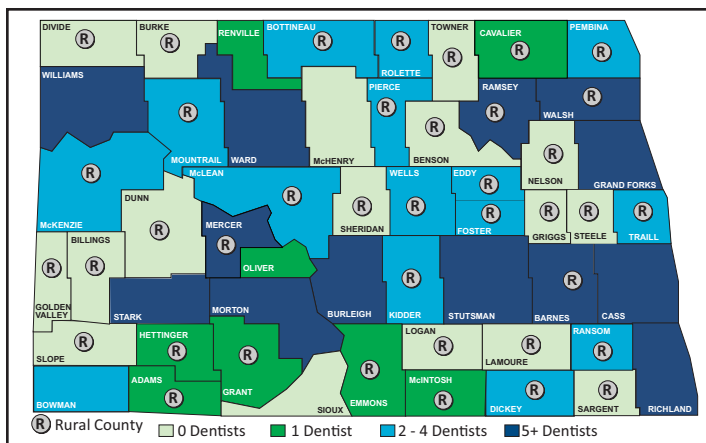 DIVIDE
BURKE
RENVILLE
BOTTINEAU
TOWNER
CAVALIER
PEMBINA
R
R
R
R
R
R
R
ROLETTE
WILLIAMS
PIERCE
RAMSEY
R
R
WALSH
R
R
R
MOUNTRAIL
WARD
McHENRY
BENSON
R
NELSON
McLEAN
WELLS
EDDY
GRAND FORKS
R
R
DUNN
R
R
R
R
R
R
R
R
McKENZIE
MERCER
SHERIDAN
FOSTER
GRIGGS
STEELE
TRAILL
BILLINGS
R
R
R
OLIVER
R
R
GOLDEN
VALLEY
STARK
MORTON
BURLEIGH
KIDDER
STUTSMAN
BARNES
CASS
HETTINGER
LOGAN
RANSOM
R
R
R
R
R
SLOPE
LAMOURE
R
R
ADAMS
GRANT
McINTOSH
R
R
R
R
BOWMAN
SIOUX
EMMONS
DICKEY
SARGENT
RICHLAND
R Rural County
0 Dentists
1 Dentist
2 - 4 Dentists
5+ Dentists